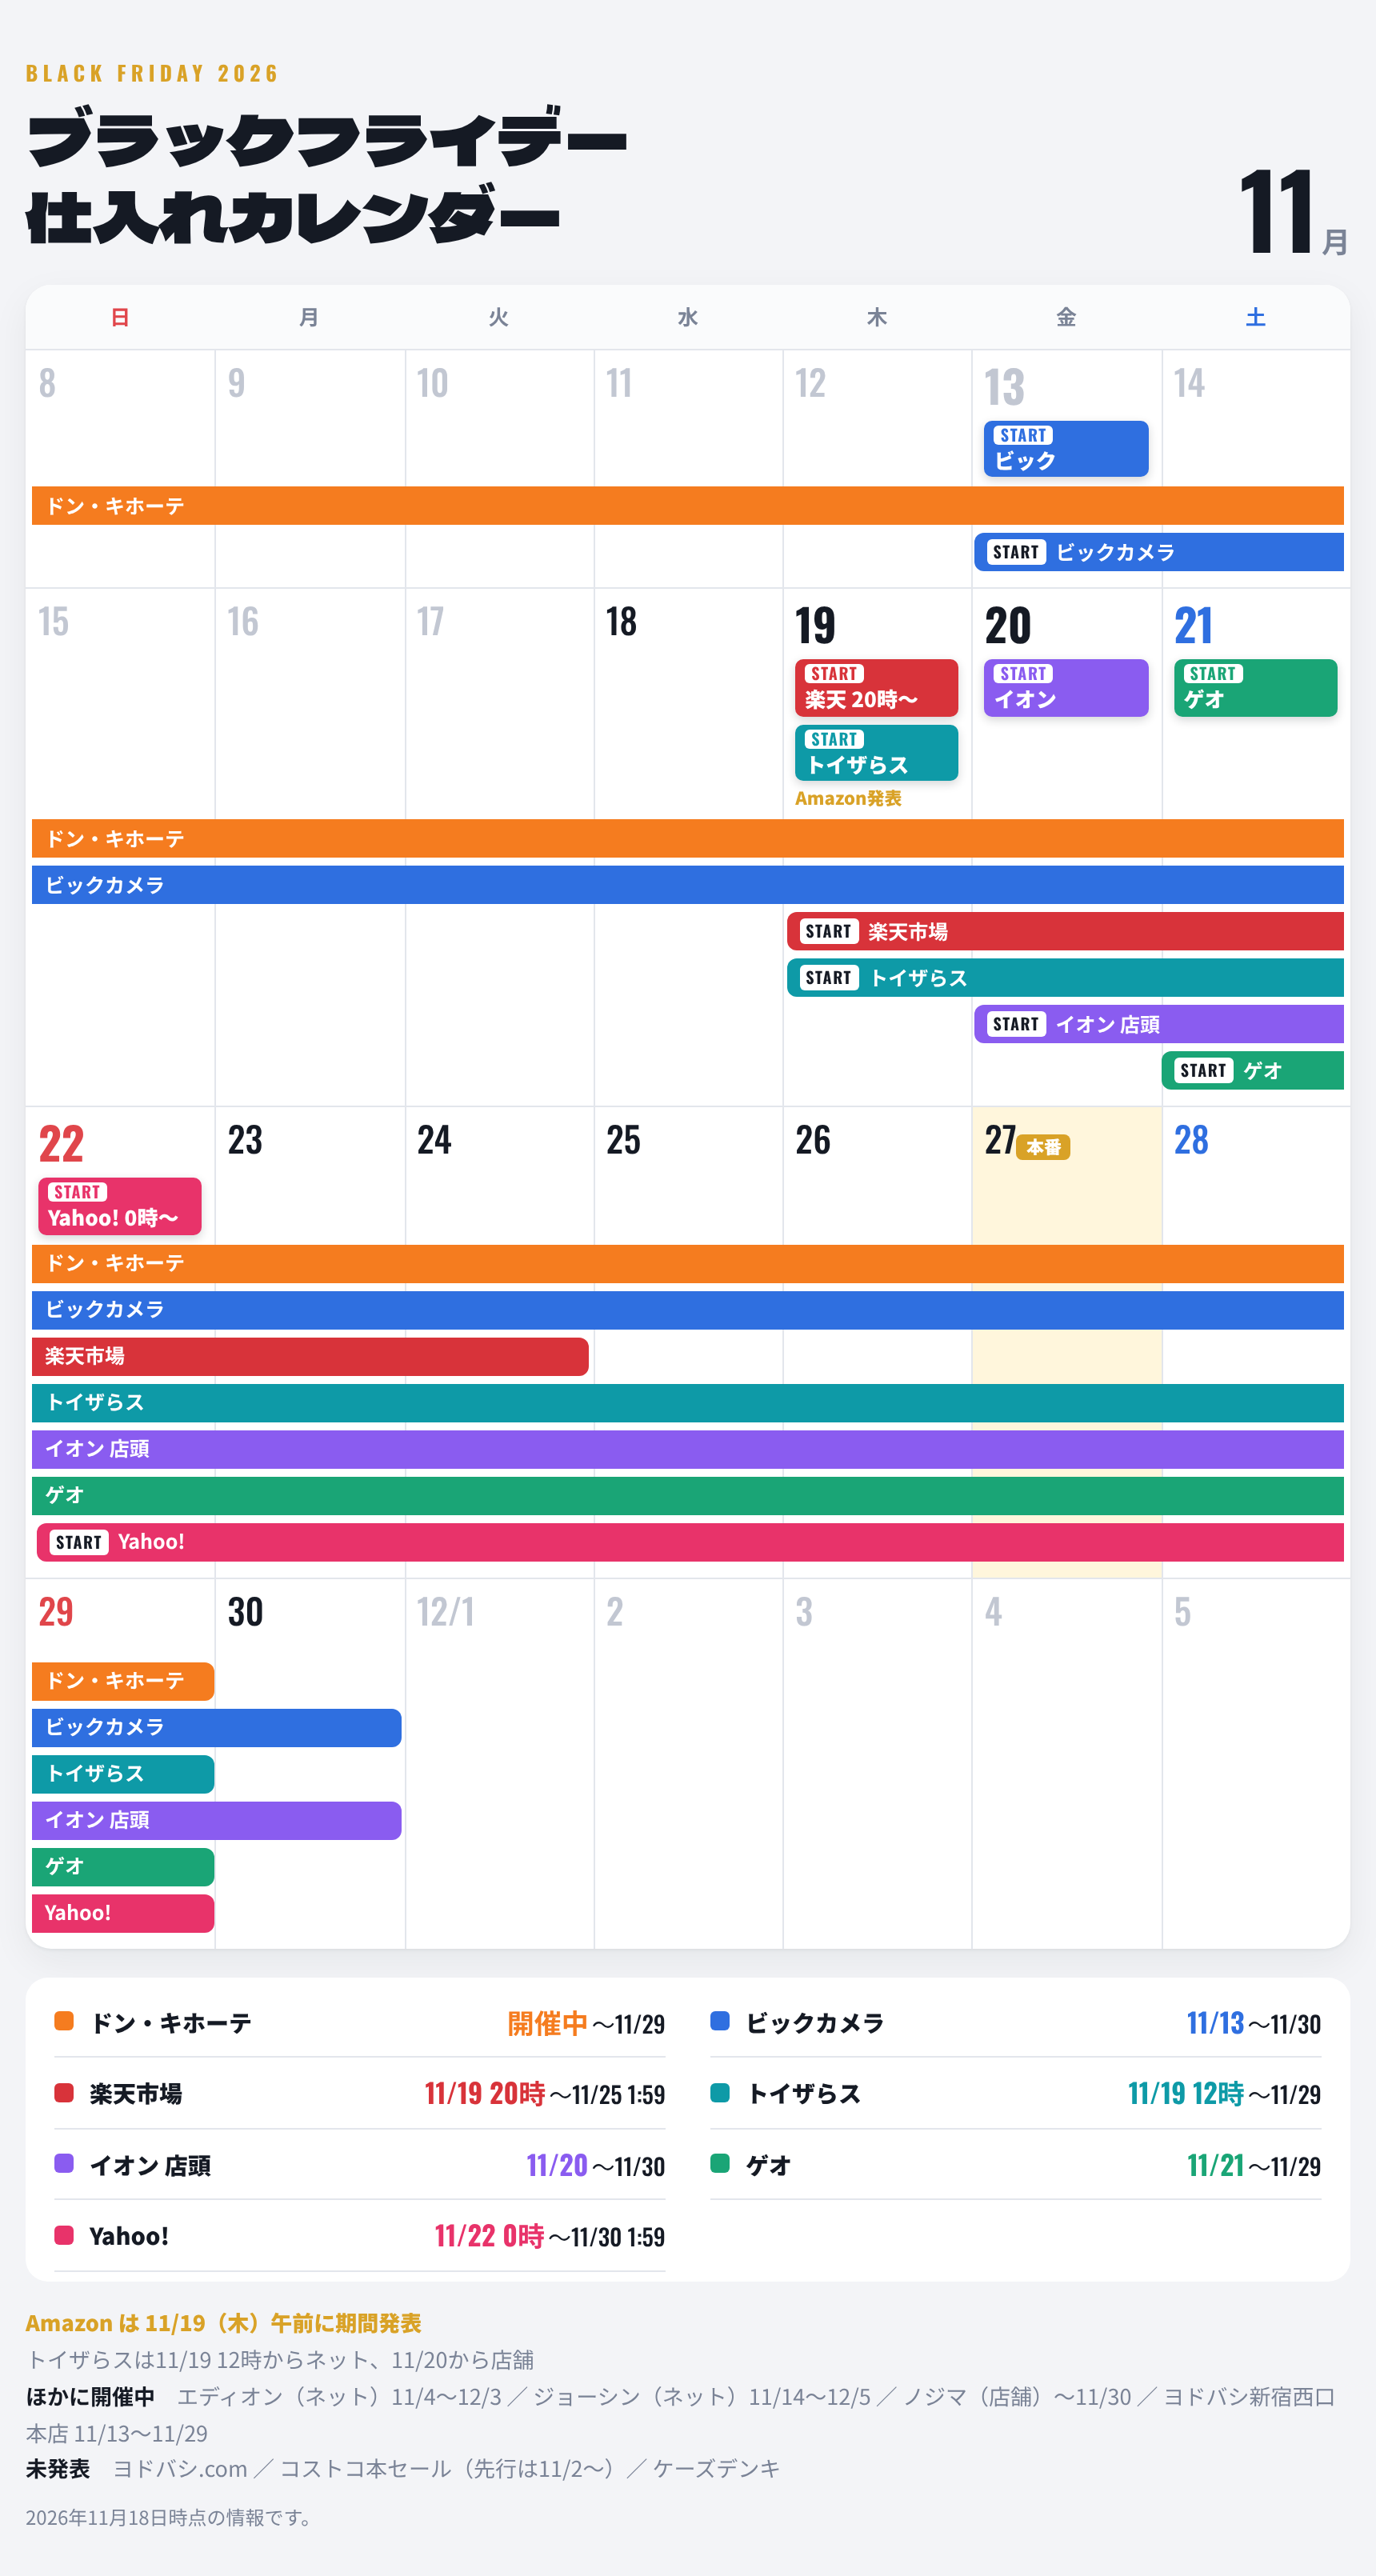 BLACK FRIDAY 2026
ブラックフライデー
仕入れカレンダー
11月
日 月 火 水 木 金 土
8 9 10 11 12 13 14
START
ビック
ドン・キホーテ
START ビックカメラ
15 16 17 18 19 20 21
START START START
楽天 20時〜 イオン ゲオ
START
トイザらス
Amazon発表
ドン・キホーテ
ビックカメラ
START 楽天市場
START トイザらス
START イオン 店頭
START ゲオ
22 23 24 25 26 27 本番 28
START
Yahoo! 0時〜
ドン・キホーテ
ビックカメラ
楽天市場
トイザらス
イオン 店頭
ゲオ
START Yahoo!
29 30 12/1 2 3 4 5
ドン・キホーテ
ビックカメラ
トイザらス
イオン 店頭
ゲオ
Yahoo!
ドン・キホーテ 開催中〜11/29 ビックカメラ 11/13〜11/30
楽天市場 11/19 20時〜11/25 1:59 トイザらス 11/19 12時〜11/29
イオン 店頭 11/20〜11/30 ゲオ 11/21〜11/29
Yahoo! 11/22 0時〜11/30 1:59
Amazon は 11/19（木）午前に期間発表
トイザらスは11/19 12時からネット、11/20から店舗
ほかに開催中 エディオン（ネット）11/4〜12/3 ／ ジョーシン（ネット）11/14〜12/5 ／ ノジマ（店舗）〜11/30 ／ ヨドバシ新宿西口
本店 11/13〜11/29
未発表 ヨドバシ.com ／ コストコ本セール（先行は11/2〜）／ ケーズデンキ
2026年11月18日時点の情報です。